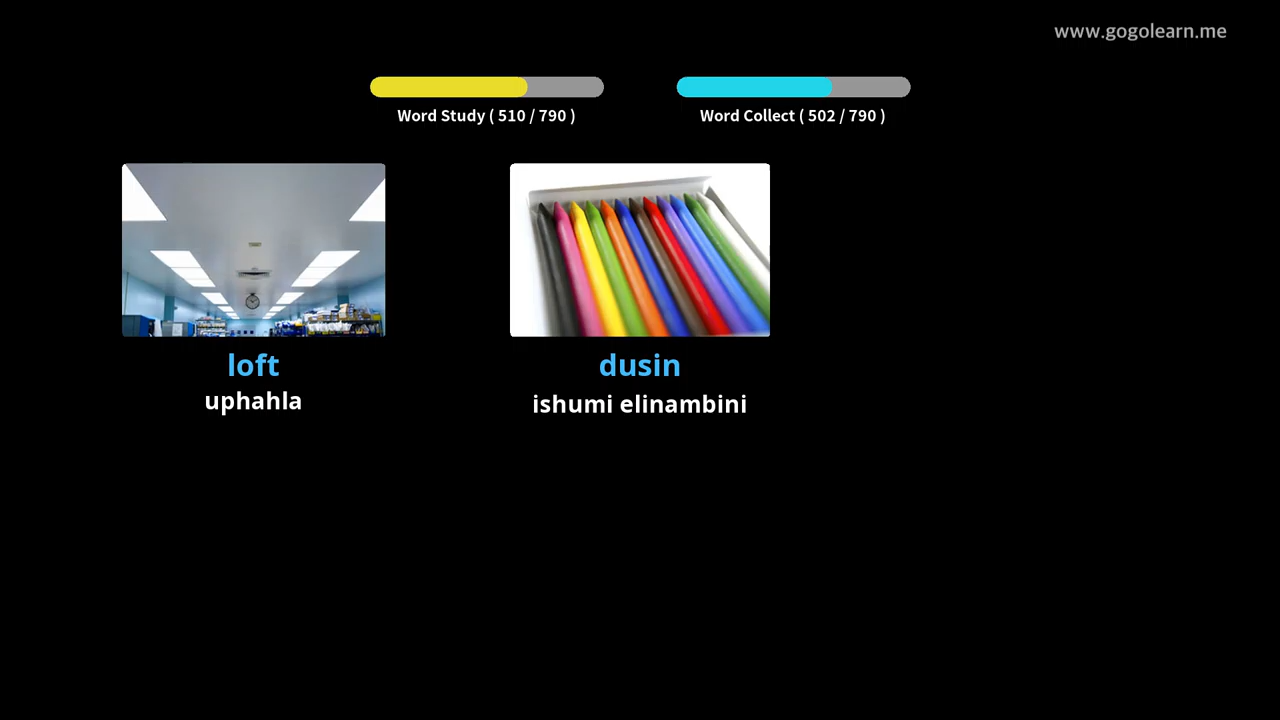 www.gogolearn.me
Word Study ( 510 / 790 )
Word Collect ( 502 / 790 )
loft
uphahla
dusin
ishumi elinambini